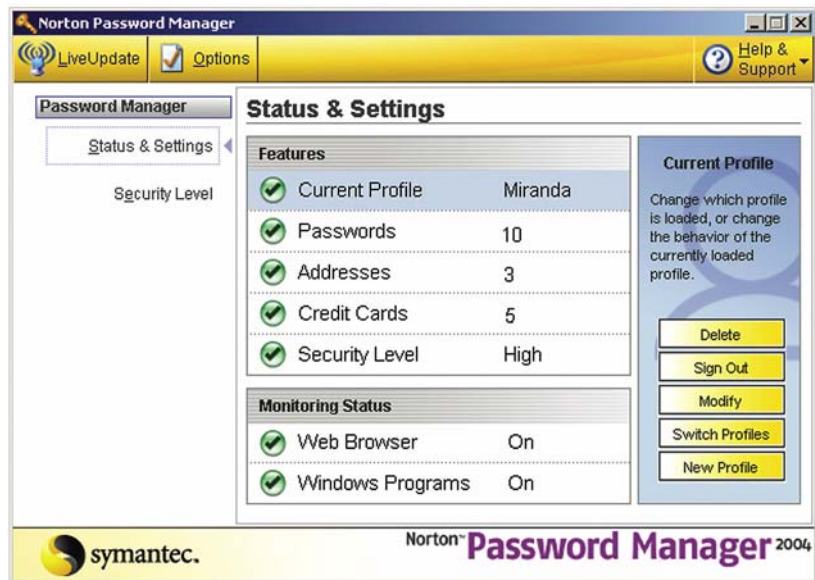 Norton Password Manager
LiveUpdate Options Help & Support
Password Manager
Status & Settings
Security Level
Status & Settings
Features
Current Profile Miranda
Passwords 10
Addresses 3
Credit Cards 5
Security Level High
Monitoring Status
Web Browser On
Windows Programs On
Current Profile
Change which profile
is loaded, or change
the behavior of the
currently loaded
profile.
Delete
Sign Out
Modify
Switch Profiles
New Profile
symantec.
Norton™ Password Manager 2004